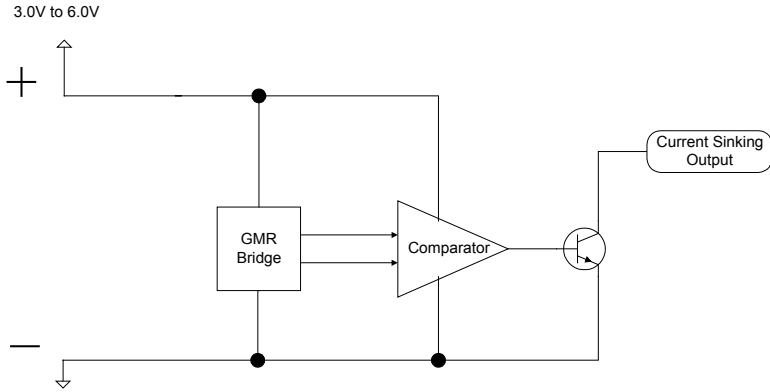 3.0V to 6.0V
+
Current Sinking
Output
GMR
Bridge
Comparator
–